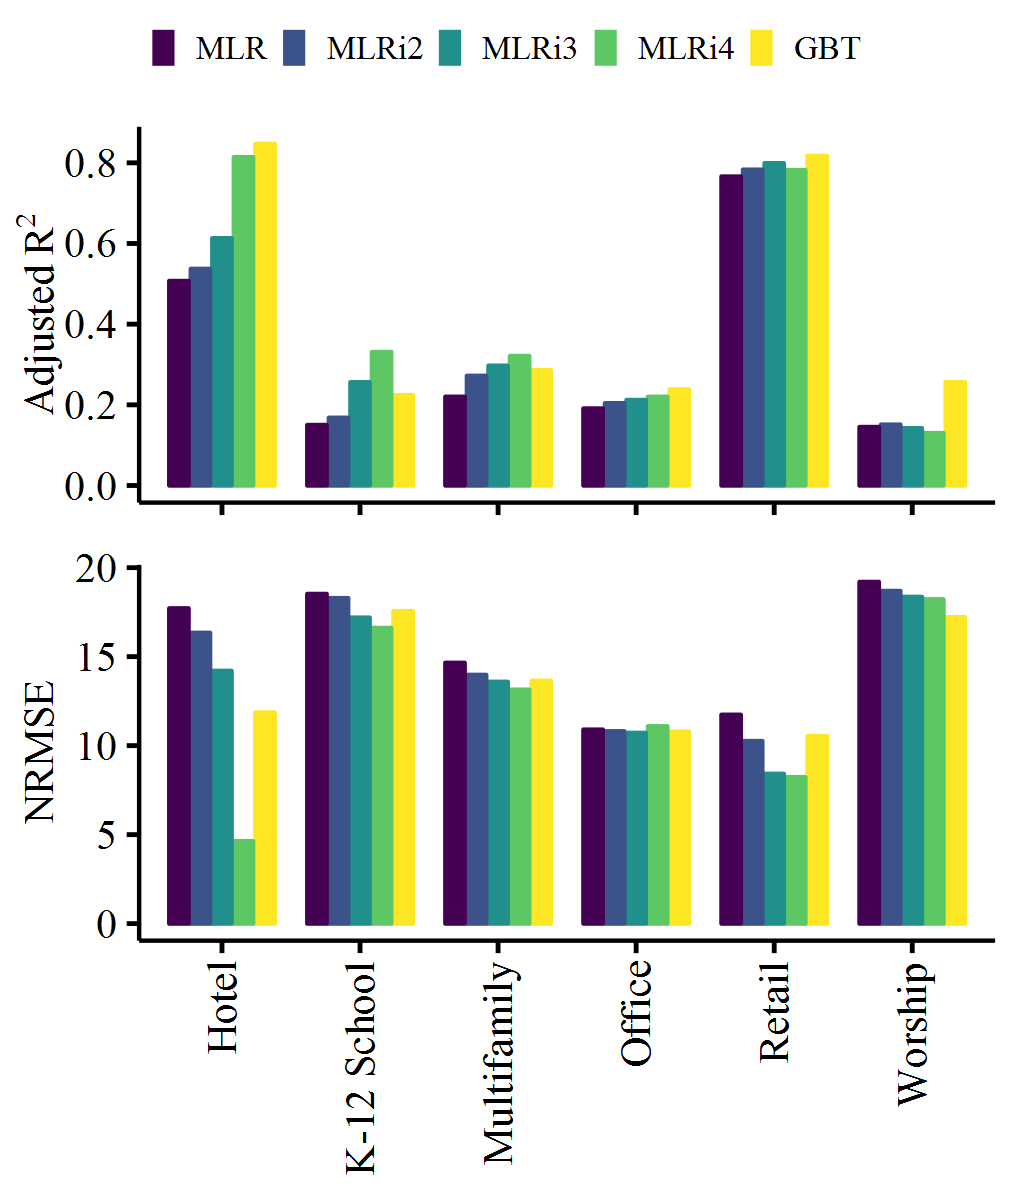 MLR MLRi2 MLRi3 MLRi4 GBT
Adjusted R²
0.8
0.6
0.4
0.2
0.0
NRMSE
20
15
10
5
0
Hotel
K-12 School
Multifamily
Office
Retail
Worship